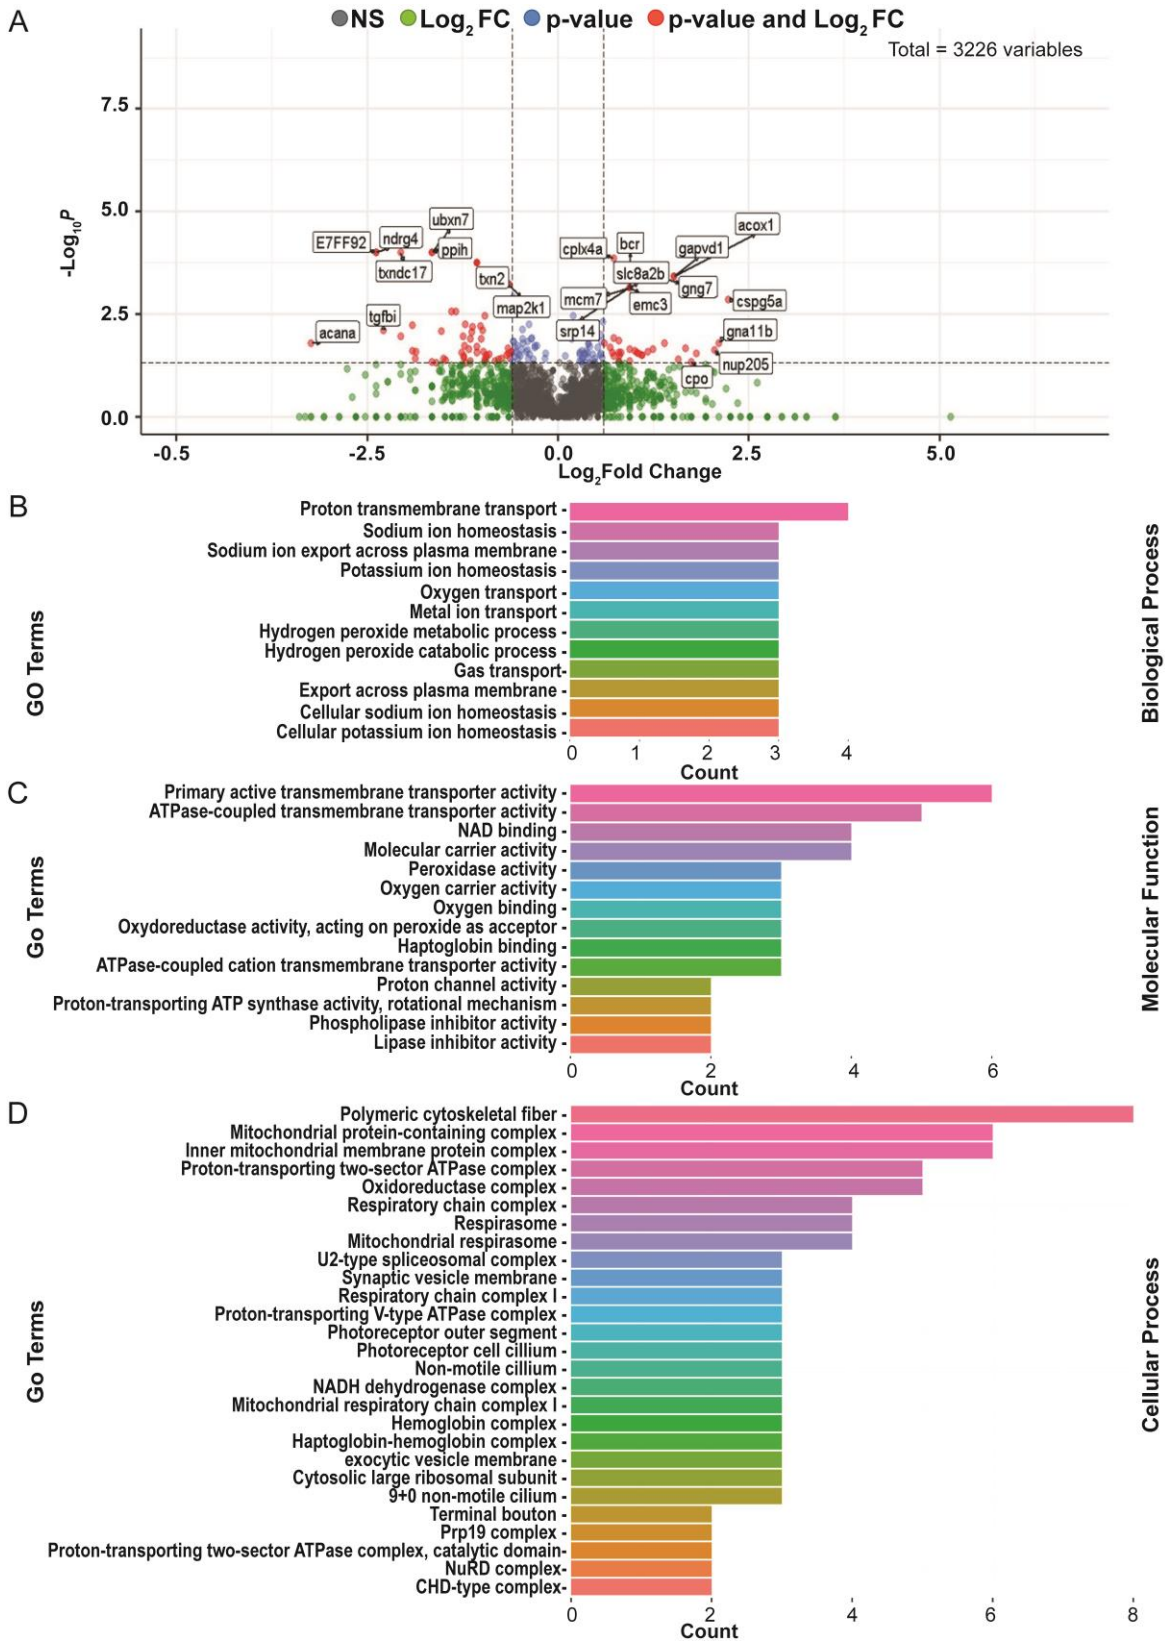 A
NS Log2 FC p-value p-value and Log2 FC
Total = 3226 variables
-Log10P
7.5
5.0
2.5
0.0
ubxn7
E7FF92
ndrg4
ppih
txndc17
txn2
map2k1
tgfbi
acana
acox1
cplx4a
bcr
gapvd1
slc8a2b
gng7
mcm7
emc3
cspg5a
srp14
gna11b
nup205
cpo
-0.5 -2.5 0.0 2.5 5.0
Log2Fold Change
B
GO Terms
Proton transmembrane transport
Sodium ion homeostasis
Sodium ion export across plasma membrane
Potassium ion homeostasis
Oxygen transport
Metal ion transport
Hydrogen peroxide metabolic process
Hydrogen peroxide catabolic process
Gas transport
Export across plasma membrane
Cellular sodium ion homeostasis
Cellular potassium ion homeostasis
0 1 2 3 4
Count
Biological Process
C
Go Terms
Primary active transmembrane transporter activity
ATPase-coupled transmembrane transporter activity
NAD binding
Molecular carrier activity
Peroxidase activity
Oxygen carrier activity
Oxygen binding
Oxydoreductase activity, acting on peroxide as acceptor
Haptoglobin binding
ATPase-coupled cation transmembrane transporter activity
Proton channel activity
Proton-transporting ATP synthase activity, rotational mechanism
Phospholipase inhibitor activity
Lipase inhibitor activity
0 2 4 6
Count
Molecular Function
D
Go Terms
Polymeric cytoskeletal fiber
Mitochondrial protein-containing complex
Inner mitochondrial membrane protein complex
Proton-transporting two-sector ATPase complex
Oxidoreductase complex
Respiratory chain complex
Respirasome
Mitochondrial respirasome
U2-type spliceosomal complex
Synaptic vesicle membrane
Respiratory chain complex I
Proton-transporting V-type ATPase complex
Photoreceptor outer segment
Photoreceptor cell cillium
Non-motile cillium
NADH dehydrogenase complex
Mitochondrial respiratory chain complex I
Hemoglobin complex
Haptoglobin-hemoglobin complex
exocytic vesicle membrane
Cytosolic large ribosomal subunit
9+0 non-motile cilium
Terminal bouton
Prp19 complex
Proton-transporting two-sector ATPase complex, catalytic domain
NuRD complex
CHD-type complex
0 2 4 6 8
Count
Cellular Process